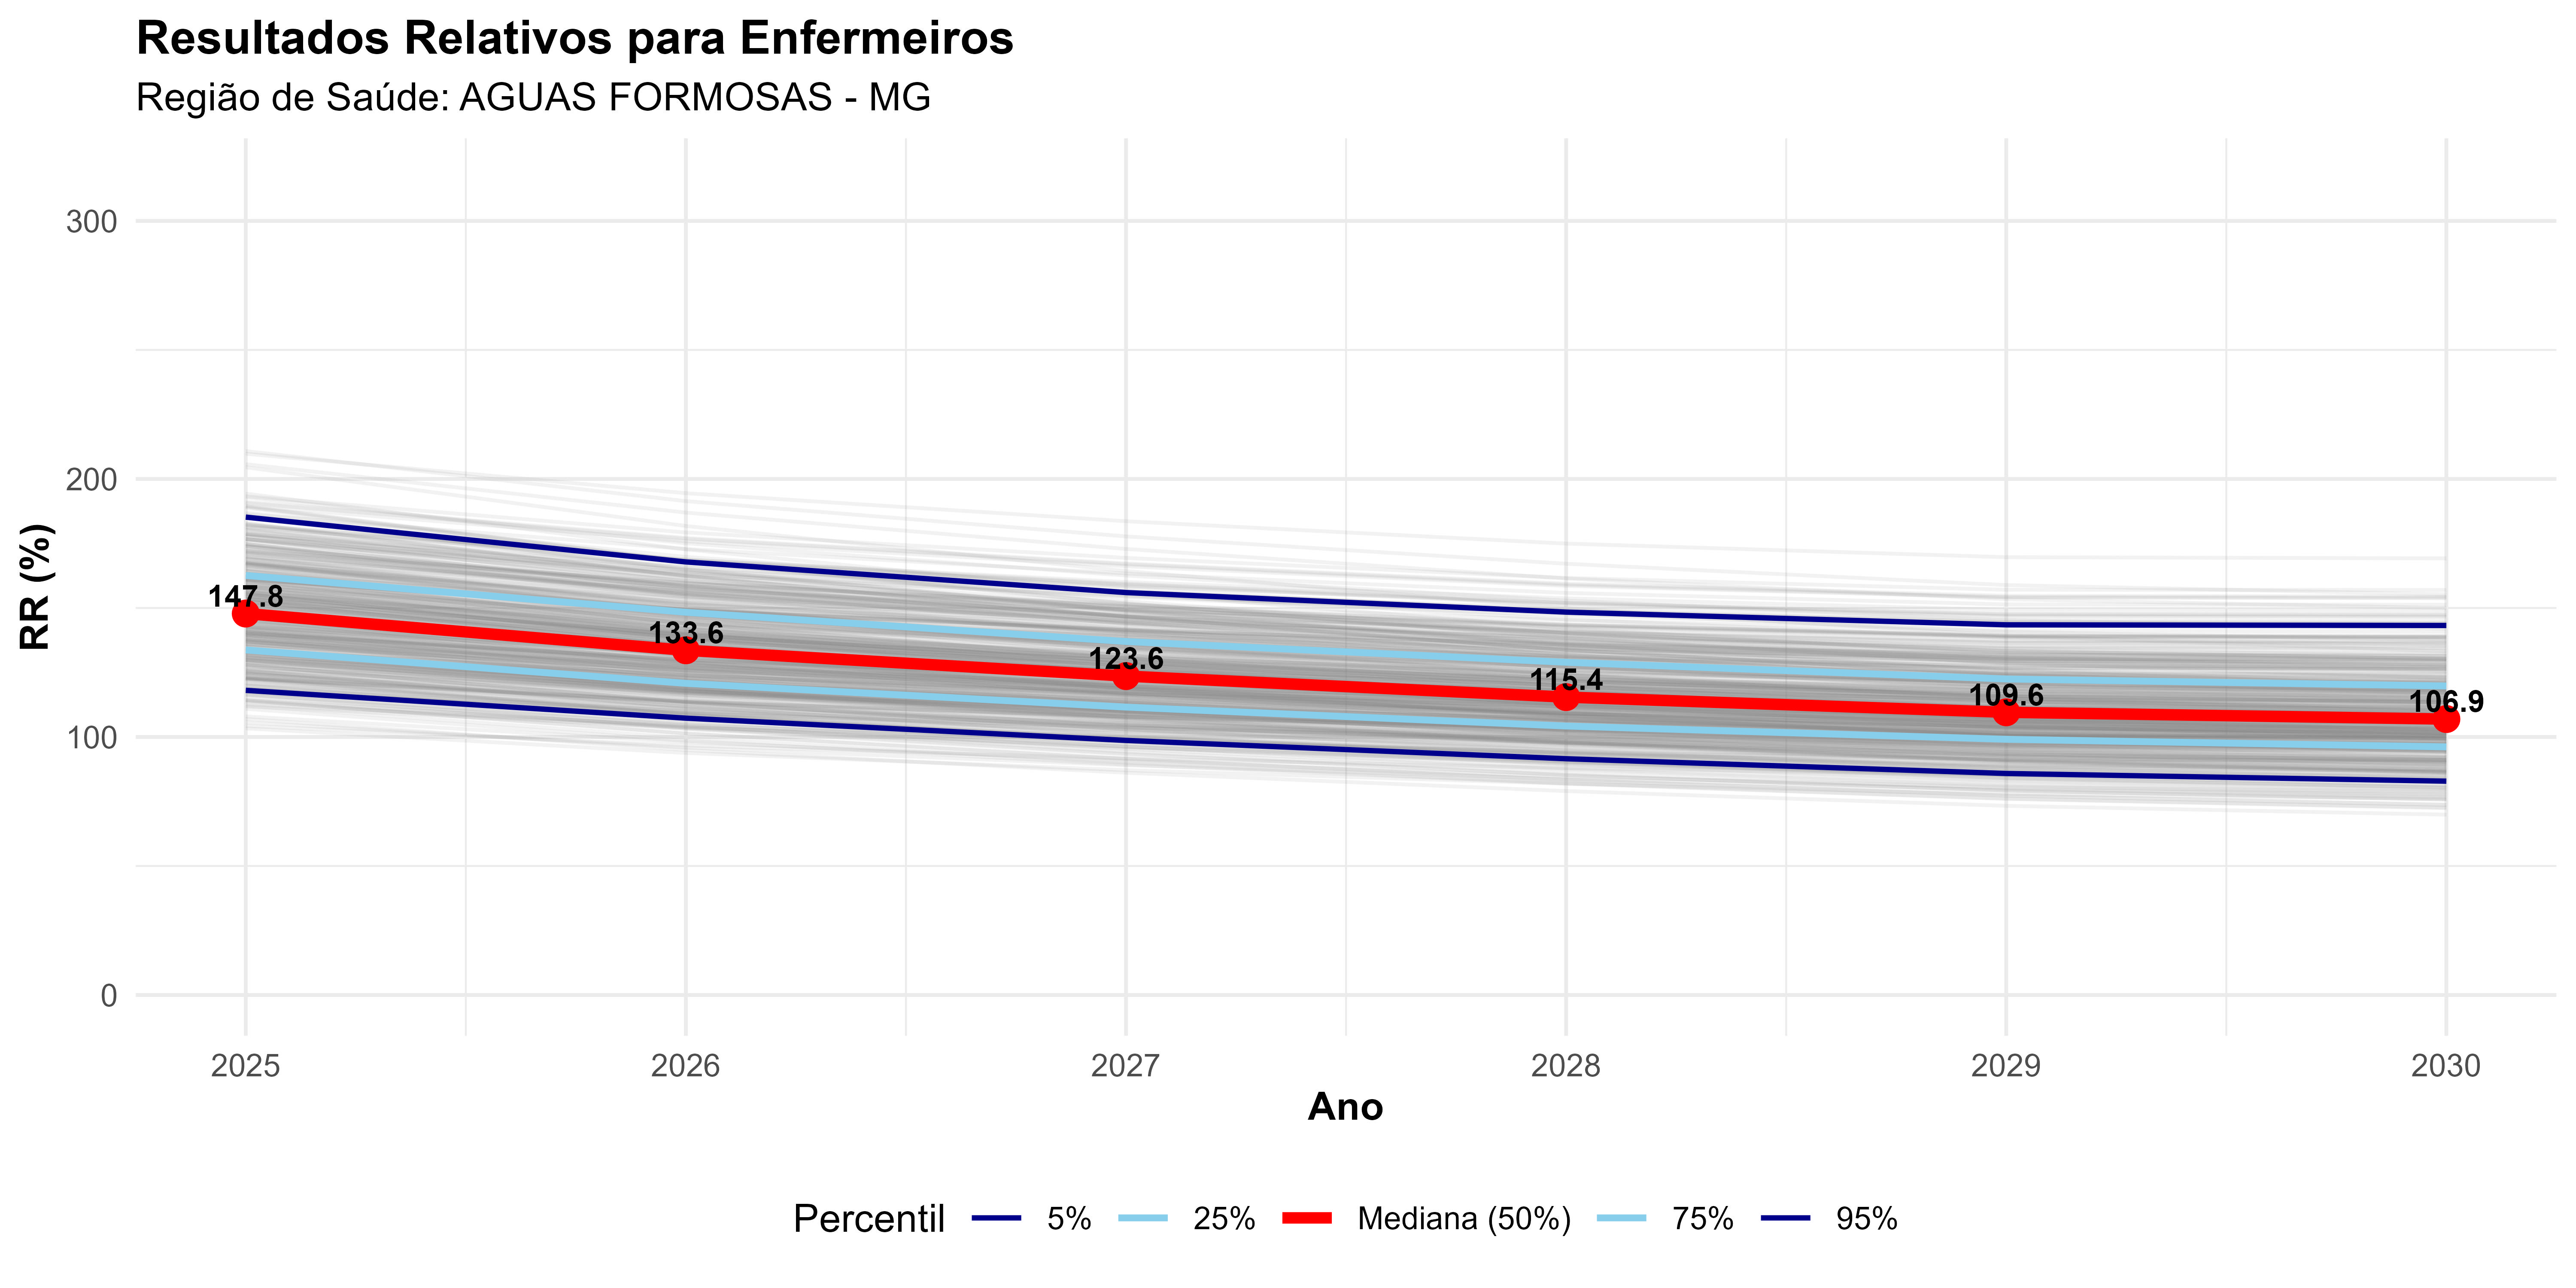 Resultados Relativos para Enfermeiros
Região de Saúde: AGUAS FORMOSAS - MG
RR (%)
300
200
100
0
147.8
133.6
123.6
115.4
109.6
106.9
2025 2026 2027 2028 2029 2030
Ano
Percentil 5% 25% Mediana (50%) 75% 95%